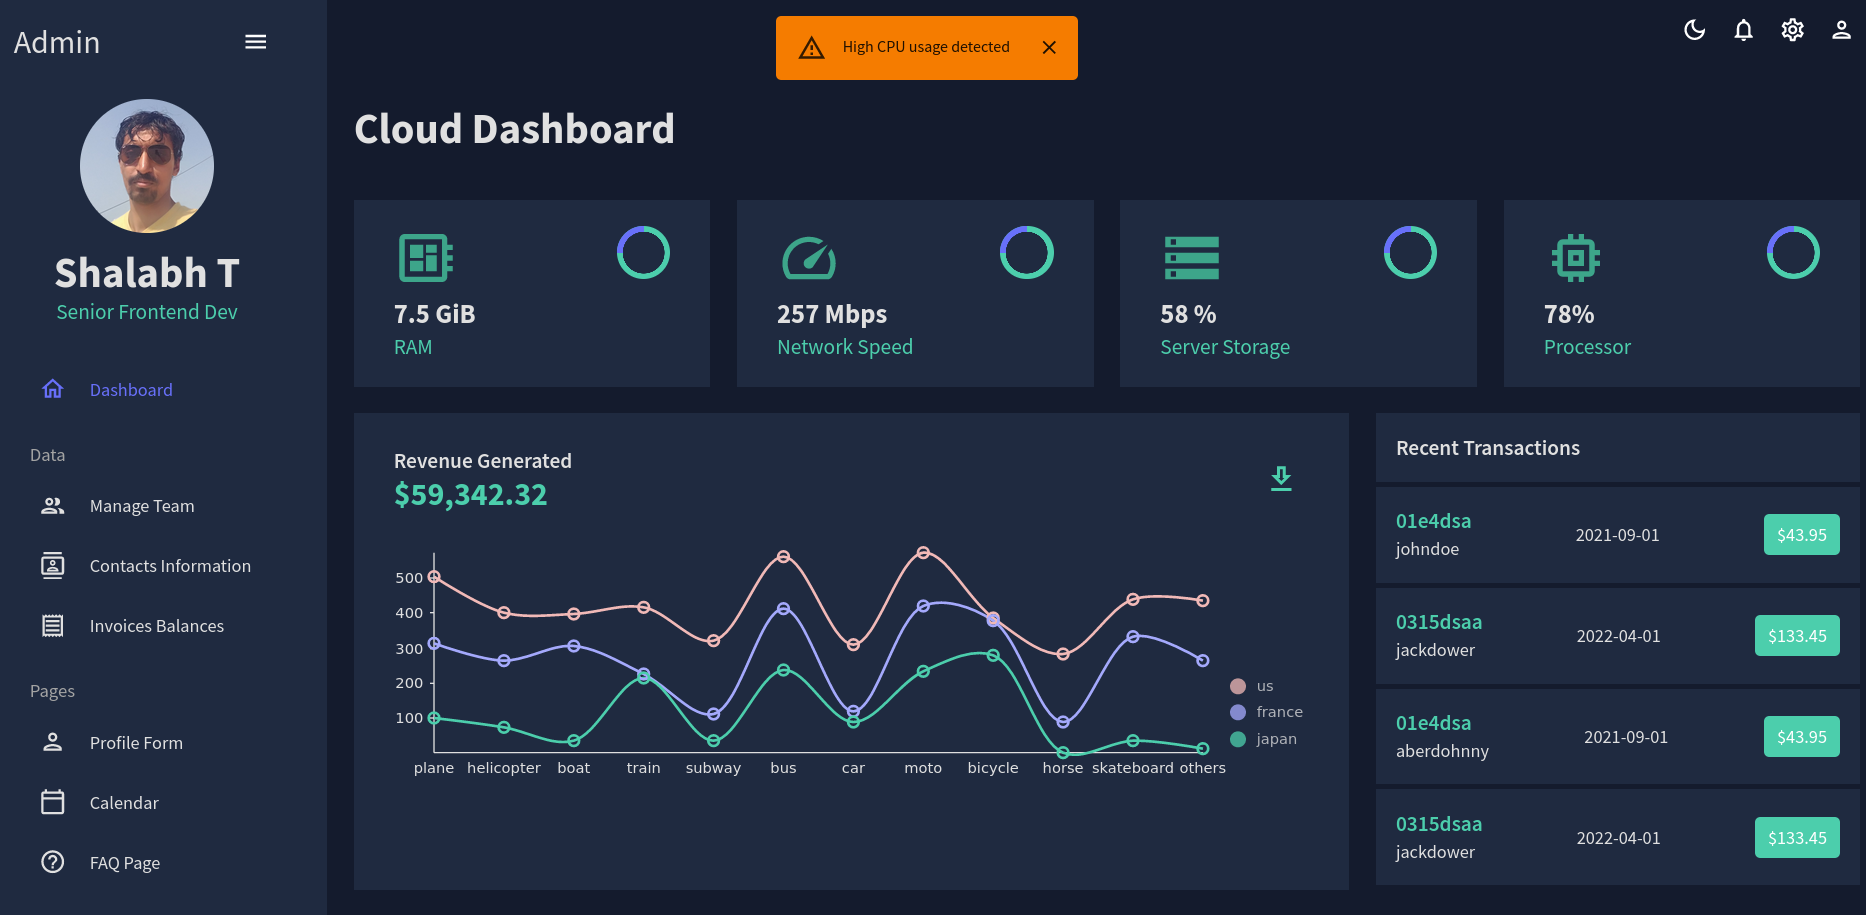 Admin
High CPU usage detected
Shalabh T
Senior Frontend Dev
Dashboard
Data
Manage Team
Contacts Information
Invoices Balances
Pages
Profile Form
Calendar
FAQ Page
Cloud Dashboard
7.5 GiB
RAM
257 Mbps
Network Speed
58 %
Server Storage
78%
Processor
Revenue Generated
$59,342.32
500
400
300
200
100
plane helicopter boat train subway bus car moto bicycle horse skateboard others
us
france
japan
Recent Transactions
01e4dsa
johndoe
2021-09-01
$43.95
0315dsaa
jackdower
2022-04-01
$133.45
01e4dsa
aberdohnny
2021-09-01
$43.95
0315dsaa
jackdower
2022-04-01
$133.45